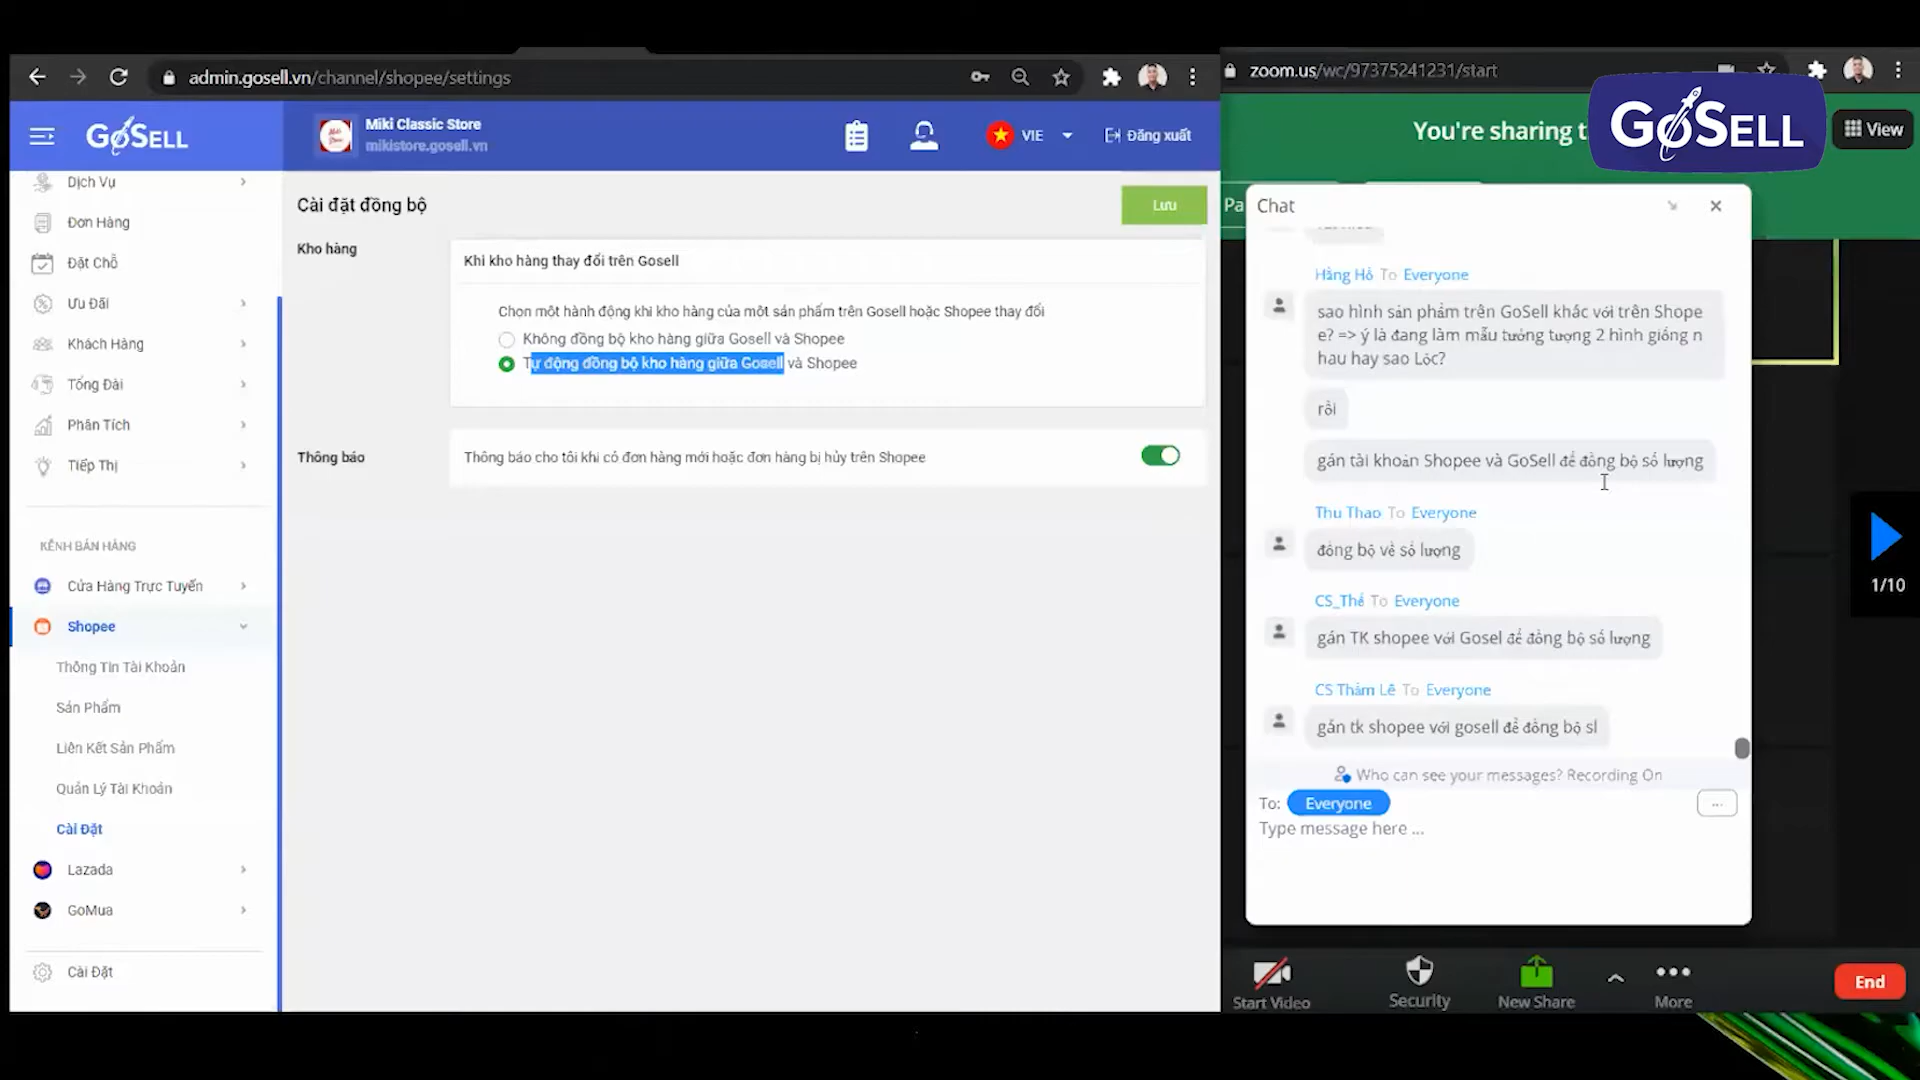 admin.gosell.vn/channel/shopee/settings
GOSELL
Miki Classic Store
mikistore.gosell.vn
VIE
Đăng xuất
Dịch Vụ
Đơn Hàng
Đặt Chỗ
Ưu Đãi
Khách Hàng
Tổng Đài
Phân Tích
Tiếp Thị
KÊNH BÁN HÀNG
Cửa Hàng Trực Tuyến
Shopee
Thông Tin Tài Khoản
Sản Phẩm
Liên Kết Sản Phẩm
Quản Lý Tài Khoản
Cài Đặt
Lazada
GoMua
Cài Đặt
Cài đặt đồng bộ
Lưu
Kho hàng
Khi kho hàng thay đổi trên Gosell
Chọn một hành động khi kho hàng của một sản phẩm trên Gosell hoặc Shopee thay đổi
Không đồng bộ kho hàng giữa Gosell và Shopee
Tự động đồng bộ kho hàng giữa Gosell và Shopee
Thông báo
Thông báo cho tôi khi có đơn hàng mới hoặc đơn hàng bị hủy trên Shopee
zoom.us/wc/97375241231/start
You're sharing
GOSELL
View
Chat
Hằng Hồ To Everyone
sao hình sản phẩm trên GoSell khác với trên Shope
e? => ý là đang làm mẫu tưởng tượng 2 hình giống n
hau hay sao Lộc?
rồi
gán tài khoản Shopee và GoSell để đồng bộ số lượng
Thu Thao To Everyone
đồng bộ về số lượng
CS_Thế To Everyone
gán TK shopee với Gosel để đồng bộ số lượng
CS Thắm Lê To Everyone
gắn tk shopee với gosell để đồng bộ sl
Who can see your messages? Recording On
To: Everyone
Type message here ...
1/10
Start Video
Security
New Share
More
End